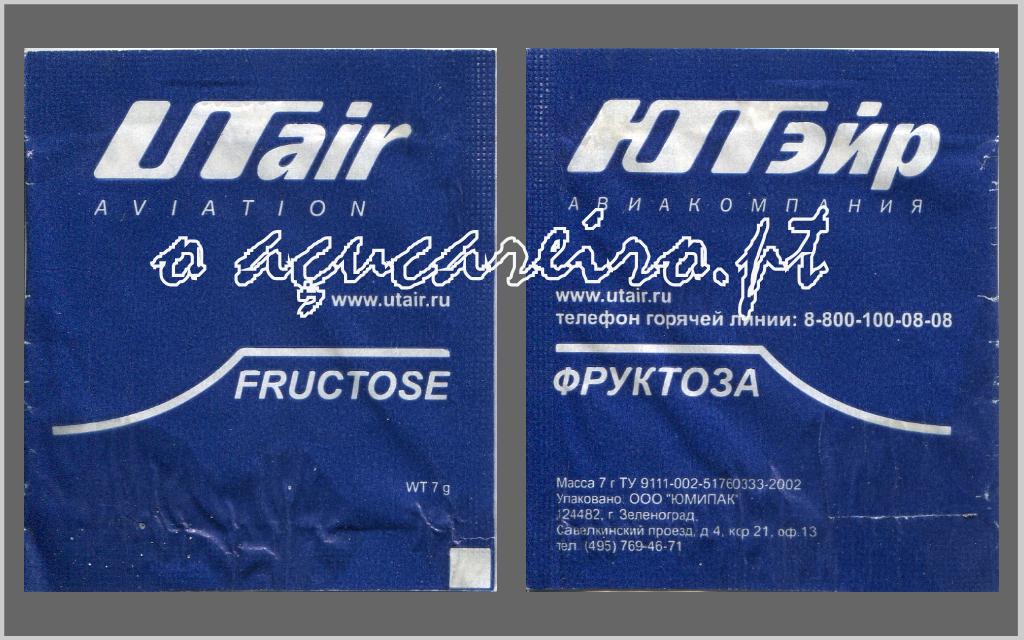 UTair
AVIATION
www.utair.ru
FRUCTOSE
WT 7 g
ЮТэйр
АВИАКОМПАНИЯ
www.utair.ru
телефон горячей линии: 8-800-100-08-08
ФРУКТОЗА
Масса 7 г ТУ 9111-002-51760333-2002
Упаковано: ООО "ЮМИПАК"
124482, г. Зеленоград,
Савелкинский проезд, д 4, кор 21, оф.13
тел. (495) 769-46-71
o açucareiro.pt